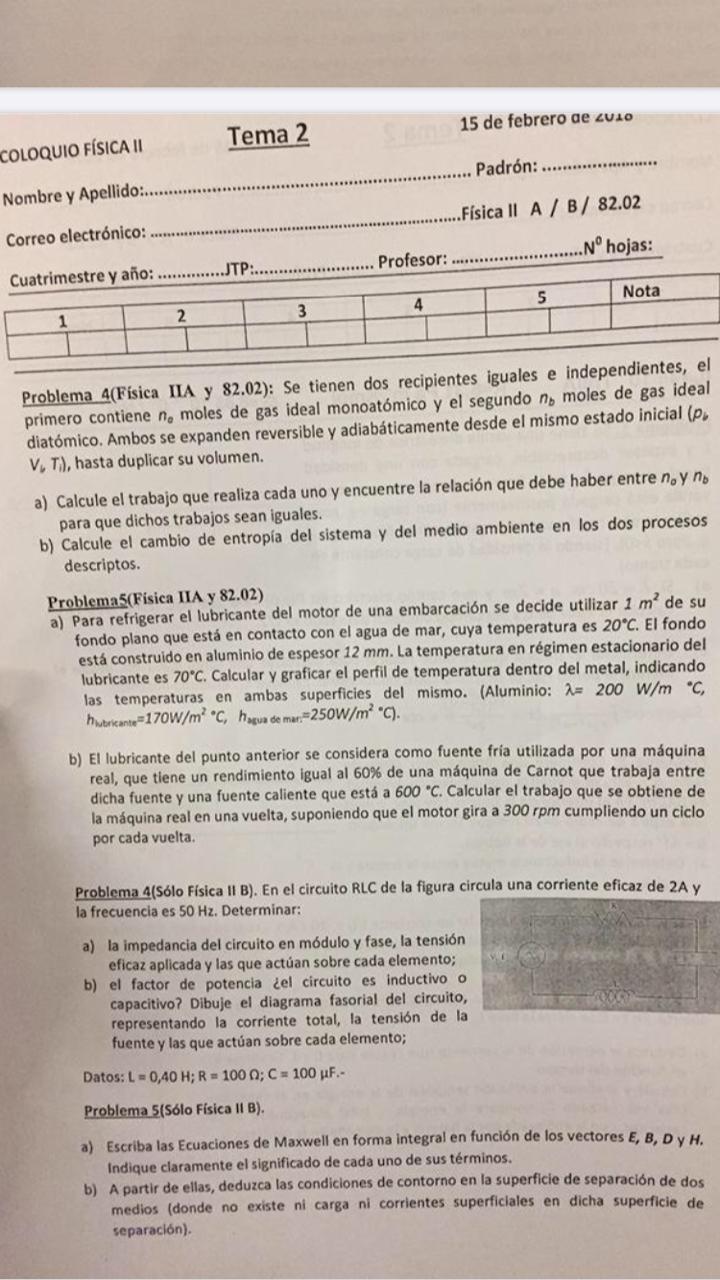 COLOQUIO FÍSICA II
Tema 2
15 de febrero de 2018
Nombre y Apellido:.................................................................. Padrón: .......................
Correo electrónico: ...............................................................Física II A / B / 82.02
Cuatrimestre y año: .............JTP:........................ Profesor: ..........................Nº hojas:
1 2 3 4 5 Nota
Problema 4(Física IIA y 82.02): Se tienen dos recipientes iguales e independientes, el
primero contiene nₐ moles de gas ideal monoatómico y el segundo n_b moles de gas ideal
diatómico. Ambos se expanden reversible y adiabáticamente desde el mismo estado inicial (pᵢ,
Vᵢ, Tᵢ), hasta duplicar su volumen.
a) Calcule el trabajo que realiza cada uno y encuentre la relación que debe haber entre nₐ y n_b
para que dichos trabajos sean iguales.
b) Calcule el cambio de entropía del sistema y del medio ambiente en los dos procesos
descriptos.
Problema5(Física IIA y 82.02)
a) Para refrigerar el lubricante del motor de una embarcación se decide utilizar 1 m² de su
fondo plano que está en contacto con el agua de mar, cuya temperatura es 20°C. El fondo
está construido en aluminio de espesor 12 mm. La temperatura en régimen estacionario del
lubricante es 70°C. Calcular y graficar el perfil de temperatura dentro del metal, indicando
las temperaturas en ambas superficies del mismo. (Aluminio: λ= 200 W/m °C,
hlubricante=170W/m² °C, hagua de mar=250W/m² °C).
b) El lubricante del punto anterior se considera como fuente fría utilizada por una máquina
real, que tiene un rendimiento igual al 60% de una máquina de Carnot que trabaja entre
dicha fuente y una fuente caliente que está a 600 °C. Calcular el trabajo que se obtiene de
la máquina real en una vuelta, suponiendo que el motor gira a 300 rpm cumpliendo un ciclo
por cada vuelta.
Problema 4(Sólo Física II B). En el circuito RLC de la figura circula una corriente eficaz de 2A y
la frecuencia es 50 Hz. Determinar:
a) la impedancia del circuito en módulo y fase, la tensión
eficaz aplicada y las que actúan sobre cada elemento;
b) el factor de potencia ¿el circuito es inductivo o
capacitivo? Dibuje el diagrama fasorial del circuito,
representando la corriente total, la tensión de la
fuente y las que actúan sobre cada elemento;
Datos: L = 0,40 H; R = 100 Ω; C = 100 µF.-
Problema 5(Sólo Física II B).
a) Escriba las Ecuaciones de Maxwell en forma integral en función de los vectores E, B, D y H.
Indique claramente el significado de cada uno de sus términos.
b) A partir de ellas, deduzca las condiciones de contorno en la superficie de separación de dos
medios (donde no existe ni carga ni corrientes superficiales en dicha superficie de
separación).